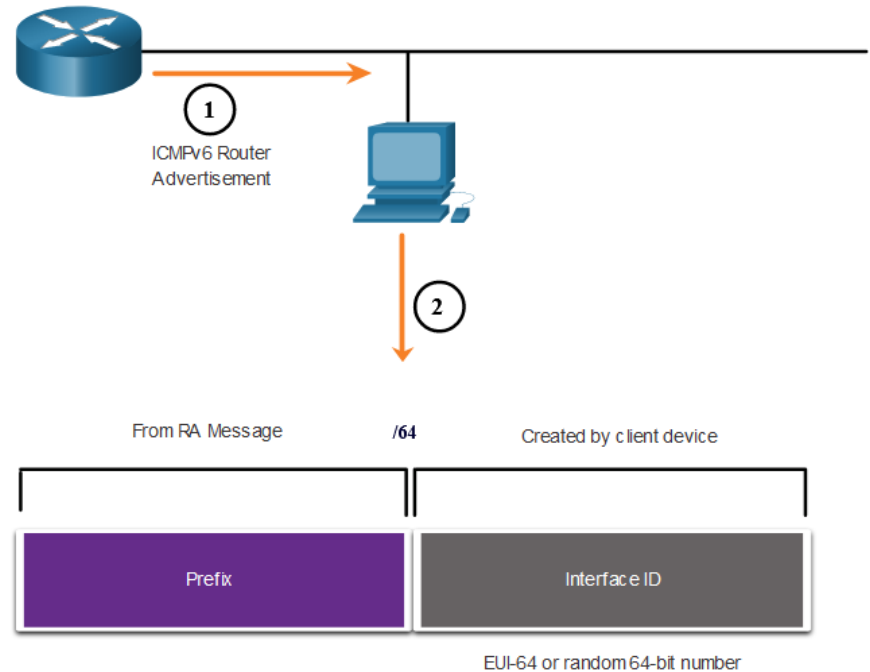 1
ICMPv6 Router
Advertisement
2
From RA Message
/64
Created by client device
Prefix
Interface ID
EUI-64 or random 64-bit number